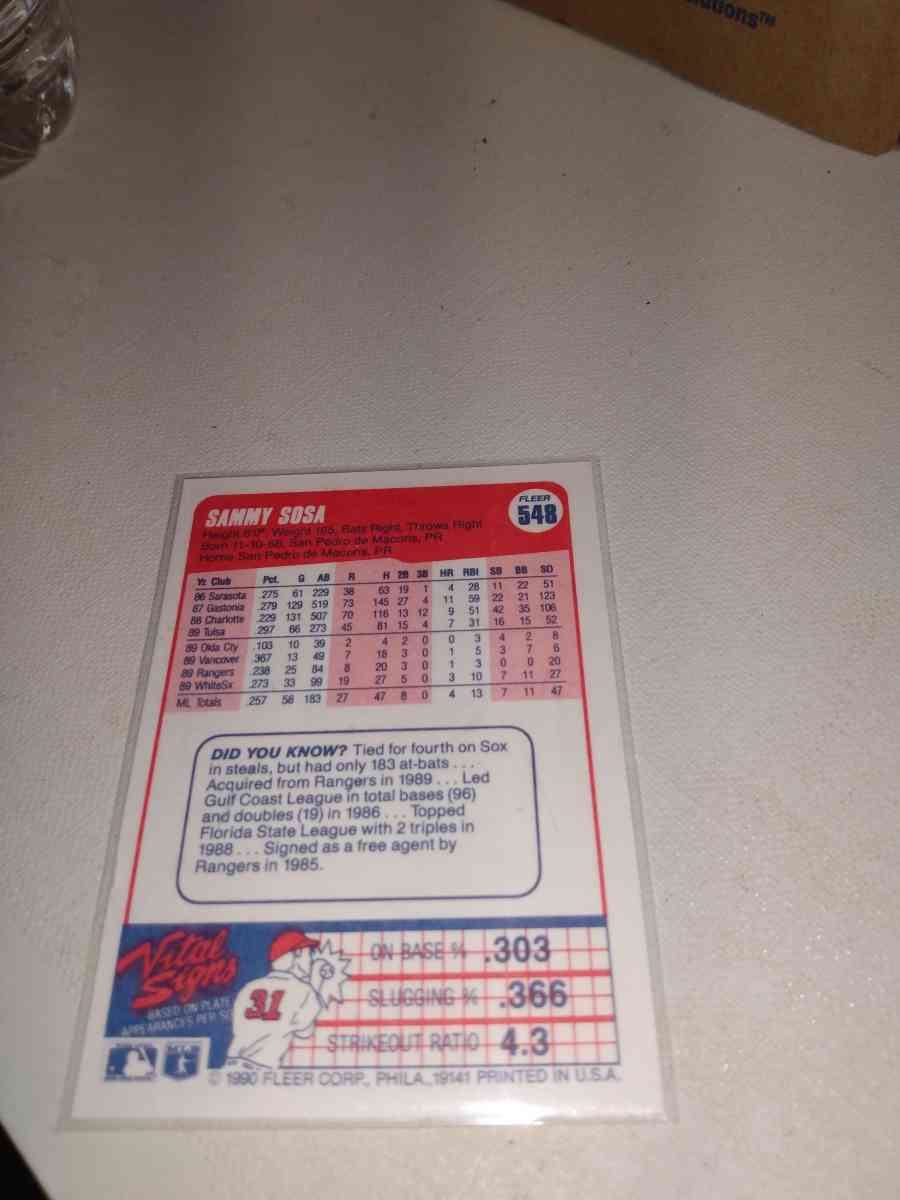 utions™
SAMMY SOSA
FLEER
548
Height 6'0", Weight 165, Bats Right, Throws Right
Born 11-10-68, San Pedro de Macoris, PR
Home San Pedro de Macoris, PR
Yr. Club Pct. G AB R H 2B 3B HR RBI SB BB SO
86 Sarasota .275 61 229 38 63 19 1 4 28 11 22 51
87 Gastonia .279 129 519 73 145 27 4 11 59 22 21 123
88 Charlotte .229 131 507 70 116 13 12 9 51 42 35 106
89 Tulsa .297 66 273 45 81 15 4 7 31 16 15 52
89 Okla Cty .103 10 39 2 4 2 0 0 3 4 2 8
89 Vancover .367 13 49 7 18 3 0 1 5 3 7 6
89 Rangers .238 25 84 8 20 3 0 1 3 0 0 20
89 WhiteSx .273 33 99 19 27 5 0 3 10 7 11 27
ML Totals .257 58 183 27 47 8 0 4 13 7 11 47
DID YOU KNOW? Tied for fourth on Sox
in steals, but had only 183 at-bats . . .
Acquired from Rangers in 1989 . . . Led
Gulf Coast League in total bases (96)
and doubles (19) in 1986 . . . Topped
Florida State League with 2 triples in
1988 . . . Signed as a free agent by
Rangers in 1985.
Vital
Signs
BASED ON PLATE
APPEARANCES PER
31
ON BASE % .303
SLUGGING % .366
STRIKEOUT RATIO 4.3
© 1990 FLEER CORP., PHILA., 19141 PRINTED IN U.S.A.